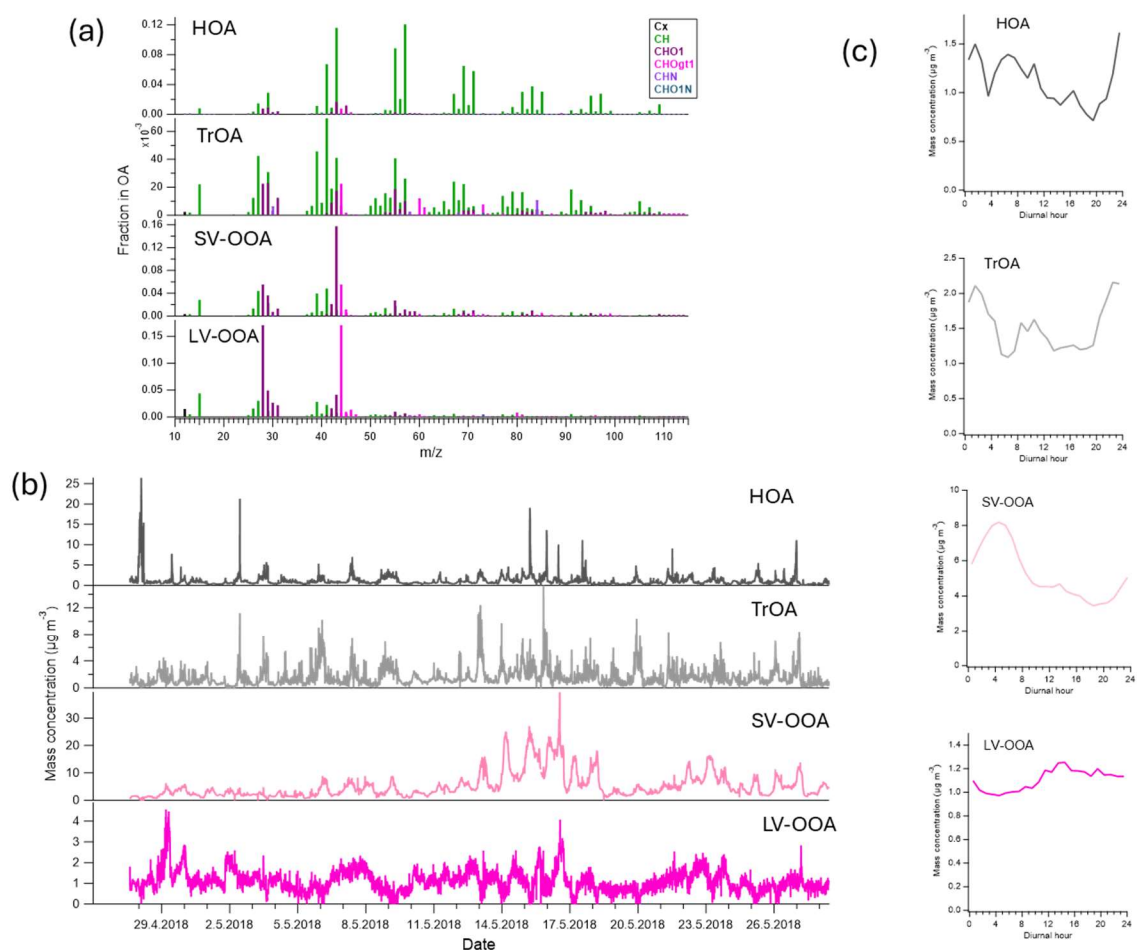 (a)
HOA
Cx
CH
CHO1
CHOgt1
CHN
CHO1N
0.12
0.08
0.04
0.00
x10⁻³
TrOA
60
40
20
0
SV-OOA
0.16
0.12
0.08
0.04
0.00
LV-OOA
0.15
0.10
0.05
0.00
Fraction in OA
10 20 30 40 50 60 70 80 90 100 110
m/z
(b)
HOA
25
20
15
10
5
0
TrOA
12
8
4
0
SV-OOA
30
20
10
0
LV-OOA
4
3
2
1
0
Mass concentration (µg m⁻³)
29.4.2018 2.5.2018 5.5.2018 8.5.2018 11.5.2018 14.5.2018 17.5.2018 20.5.2018 23.5.2018 26.5.2018
Date
(c)
HOA
Mass concentration (µg m⁻³)
1.5
1.0
0.5
0.0
0 4 8 12 16 20 24
Diurnal hour
TrOA
Mass concentration (µg m⁻³)
2.5
2.0
1.5
1.0
0.5
0.0
0 4 8 12 16 20 24
Diurnal hour
SV-OOA
Mass concentration (µg m⁻³)
10
8
6
4
2
0
0 4 8 12 16 20 24
Diurnal hour
LV-OOA
Mass concentration (µg m⁻³)
1.4
1.2
1.0
0.8
0.6
0.4
0.2
0.0
0 4 8 12 16 20 24
Diurnal hour